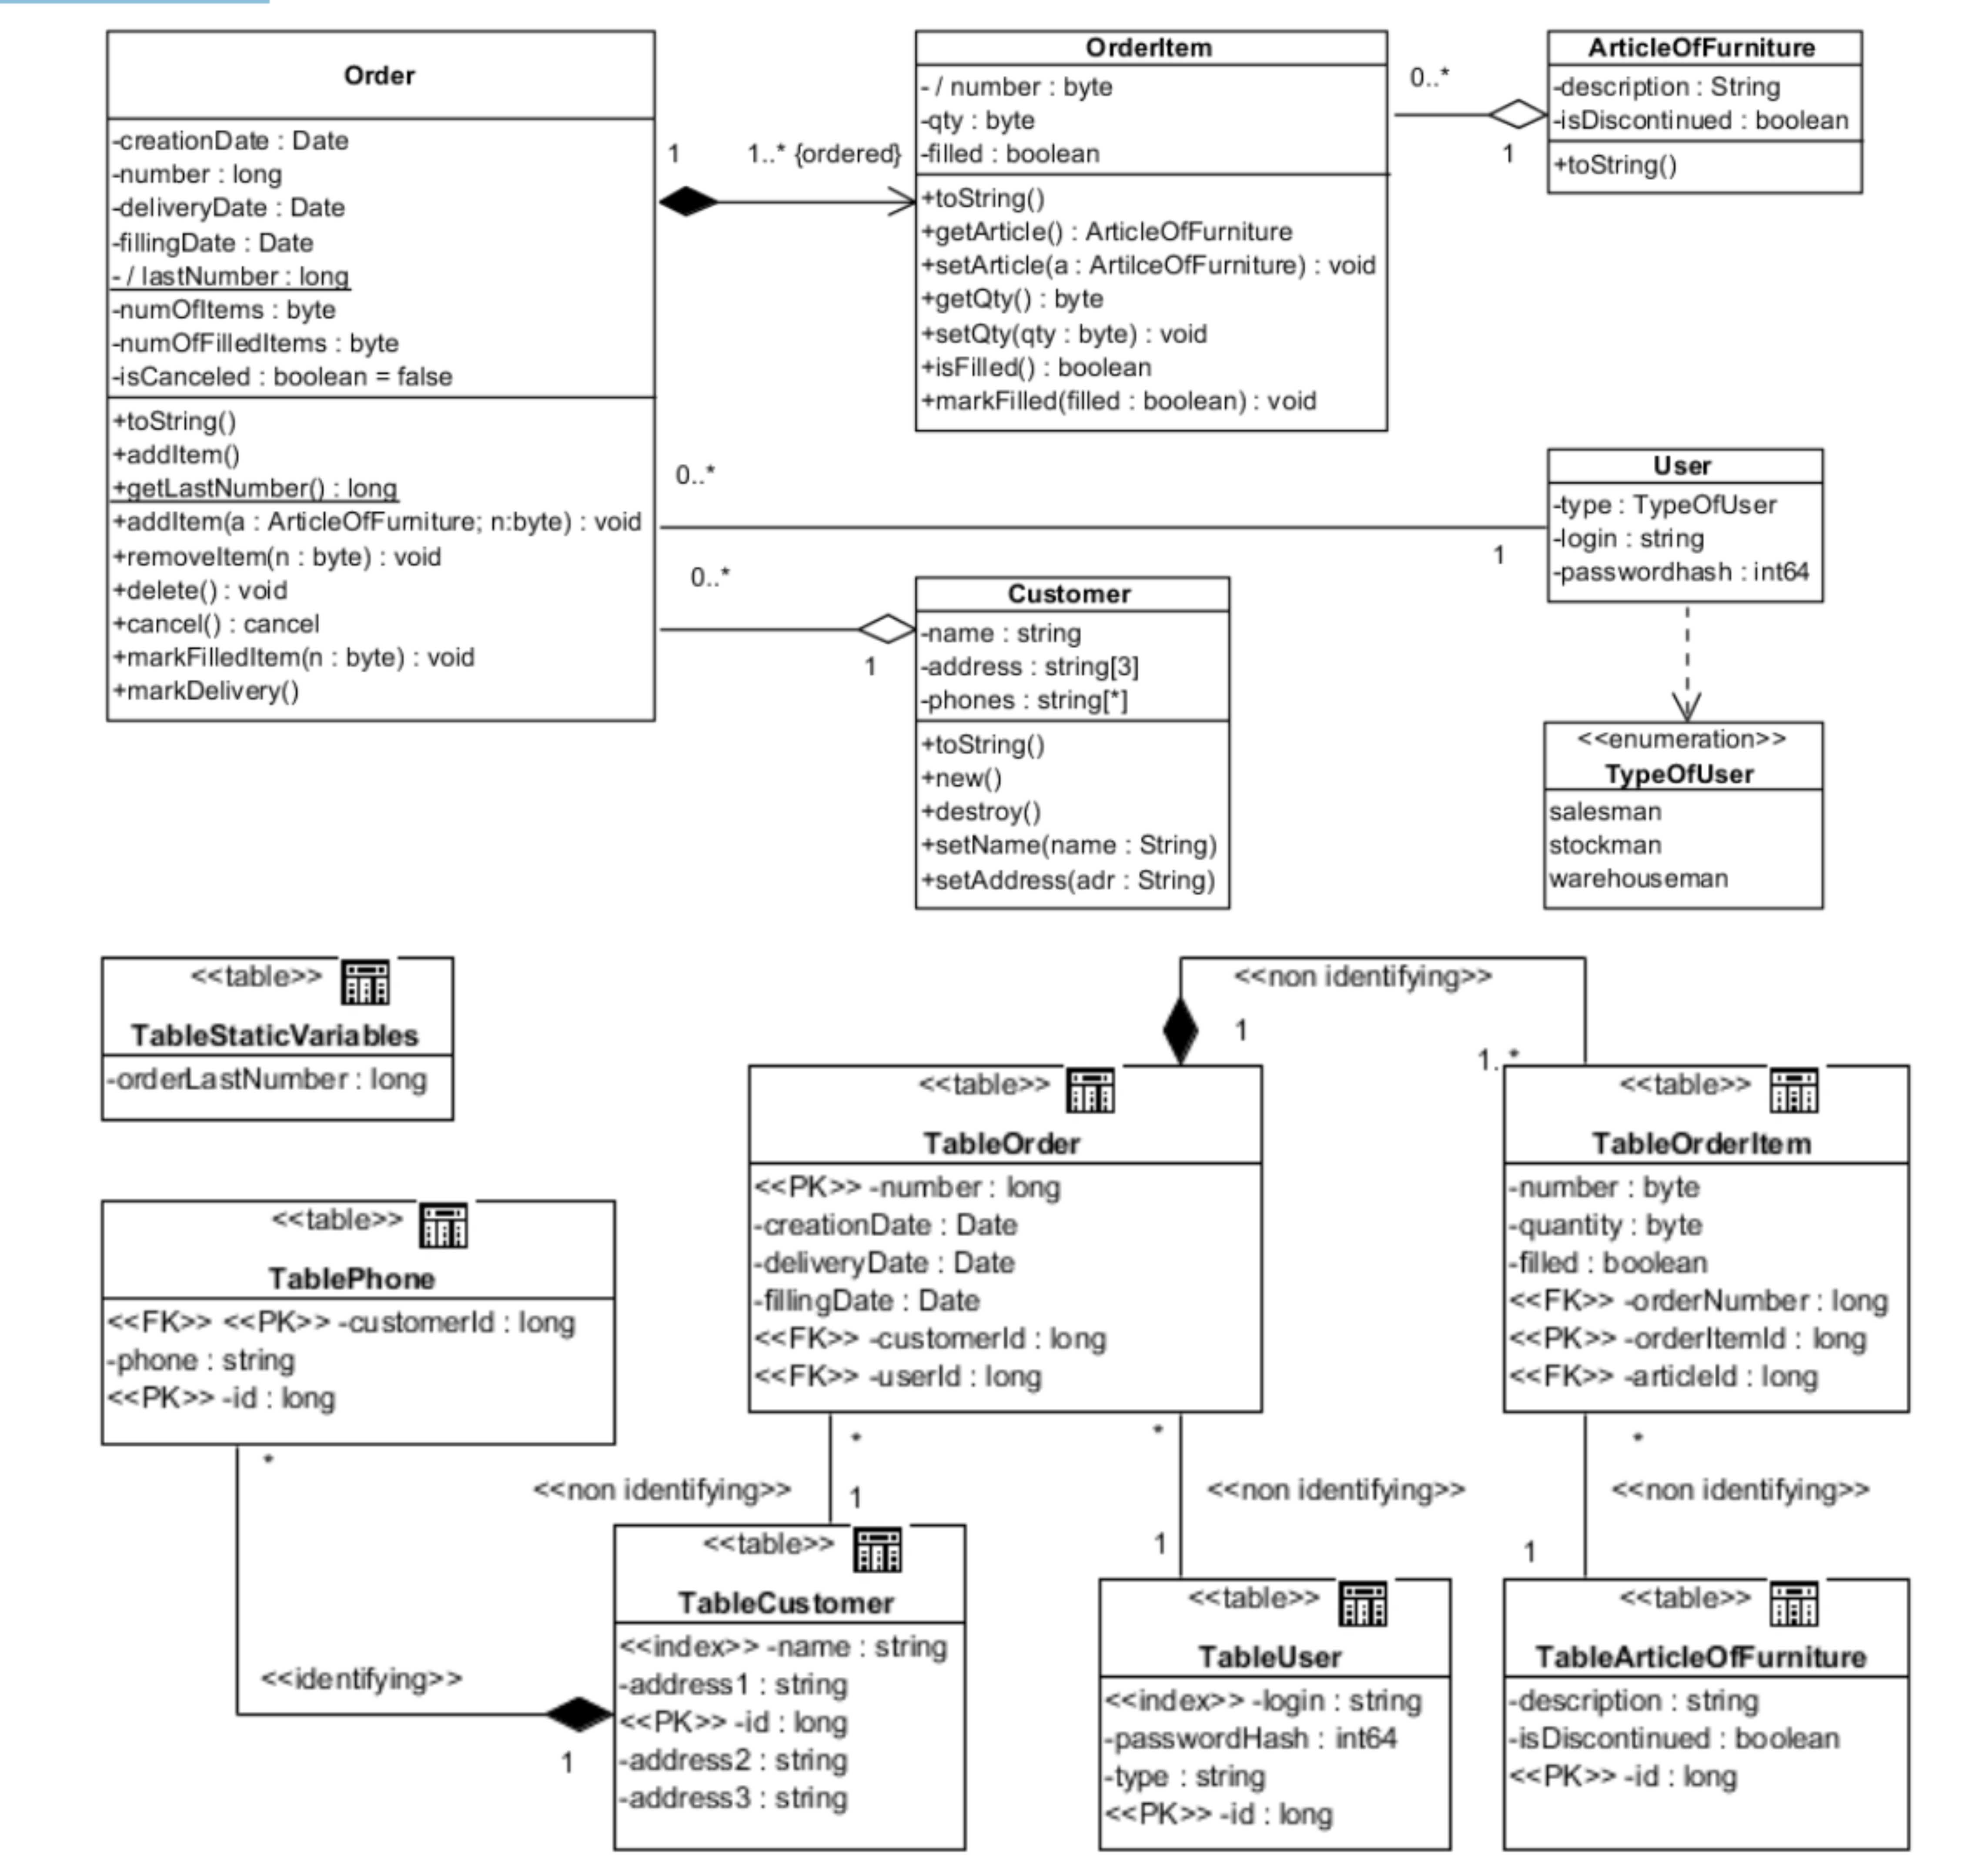 Order
-creationDate : Date
-number : long
-deliveryDate : Date
-fillingDate : Date
- / lastNumber : long
-numOfItems : byte
-numOfFilledItems : byte
-isCanceled : boolean = false
+toString()
+addItem()
+getLastNumber() : long
+addItem(a : ArticleOfFurniture; n:byte) : void
+removeItem(n : byte) : void
+delete() : void
+cancel() : cancel
+markFilledItem(n : byte) : void
+markDelivery()
1
1..* {ordered}
OrderItem
- / number : byte
-qty : byte
-filled : boolean
+toString()
+getArticle() : ArticleOfFurniture
+setArticle(a : ArtilceOfFurniture) : void
+getQty() : byte
+setQty(qty : byte) : void
+isFilled() : boolean
+markFilled(filled : boolean) : void
0..*
1
ArticleOfFurniture
-description : String
-isDiscontinued : boolean
+toString()
0..*
1
User
-type : TypeOfUser
-login : string
-passwordhash : int64
0..*
1
Customer
-name : string
-address : string[3]
-phones : string[*]
+toString()
+new()
+destroy()
+setName(name : String)
+setAddress(adr : String)
<<enumeration>>
TypeOfUser
salesman
stockman
warehouseman
<<table>>
TableStaticVariables
-orderLastNumber : long
<<non identifying>>
1
1..*
<<table>>
TableOrder
<<PK>> -number : long
-creationDate : Date
-deliveryDate : Date
-fillingDate : Date
<<FK>> -customerId : long
<<FK>> -userId : long
<<table>>
TableOrderItem
-number : byte
-quantity : byte
-filled : boolean
<<FK>> -orderNumber : long
<<PK>> -orderItemId : long
<<FK>> -articleId : long
<<table>>
TablePhone
<<FK>> <<PK>> -customerId : long
-phone : string
<<PK>> -id : long
*
<<identifying>>
1
*
<<non identifying>>
1
*
<<non identifying>>
1
*
<<non identifying>>
1
<<table>>
TableCustomer
<<index>> -name : string
-address1 : string
<<PK>> -id : long
-address2 : string
-address3 : string
<<table>>
TableUser
<<index>> -login : string
-passwordHash : int64
-type : string
<<PK>> -id : long
<<table>>
TableArticleOfFurniture
-description : string
-isDiscontinued : boolean
<<PK>> -id : long